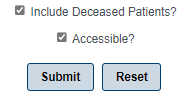 Include Deceased Patients?
Accessible?
Submit Reset